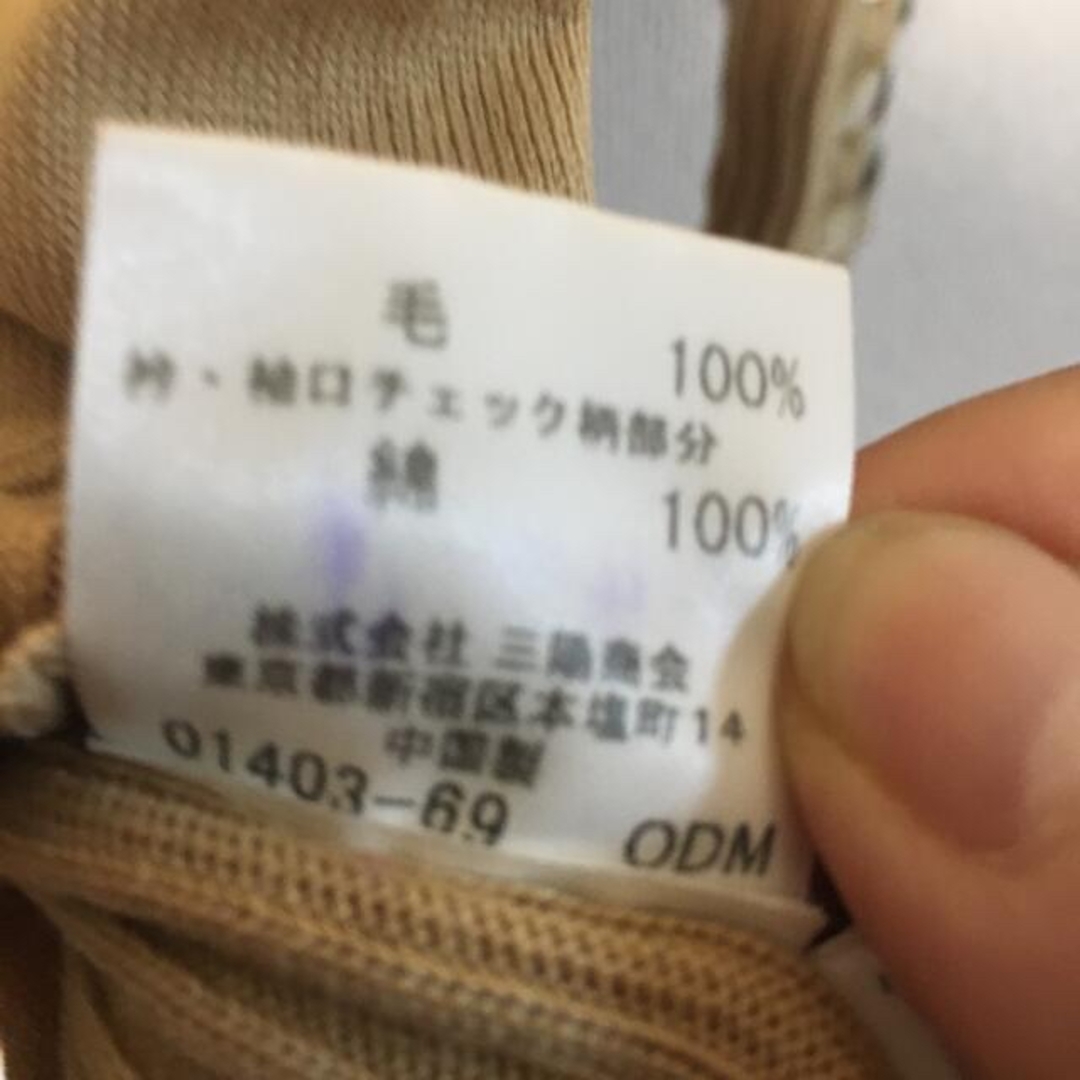 毛 100%
衿・袖口チェック柄部分
綿 100%
株式会社 三陽商会
東京都新宿区本塩町14
中国製
01403-69 ODM